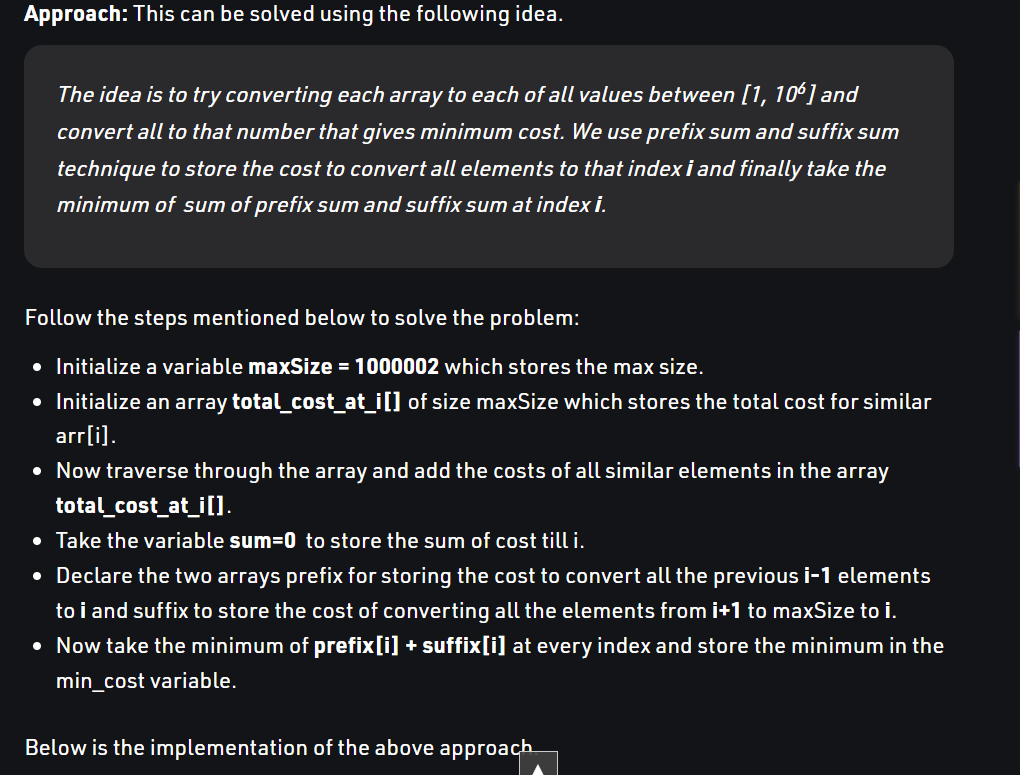 Approach: This can be solved using the following idea.
The idea is to try converting each array to each of all values between [1, 10⁶] and
convert all to that number that gives minimum cost. We use prefix sum and suffix sum
technique to store the cost to convert all elements to that index i and finally take the
minimum of sum of prefix sum and suffix sum at index i.
Follow the steps mentioned below to solve the problem:
• Initialize a variable maxSize = 1000002 which stores the max size.
• Initialize an array total_cost_at_i[] of size maxSize which stores the total cost for similar
arr[i].
• Now traverse through the array and add the costs of all similar elements in the array
total_cost_at_i[].
• Take the variable sum=0 to store the sum of cost till i.
• Declare the two arrays prefix for storing the cost to convert all the previous i-1 elements
to i and suffix to store the cost of converting all the elements from i+1 to maxSize to i.
• Now take the minimum of prefix[i] + suffix[i] at every index and store the minimum in the
min_cost variable.
Below is the implementation of the above approach